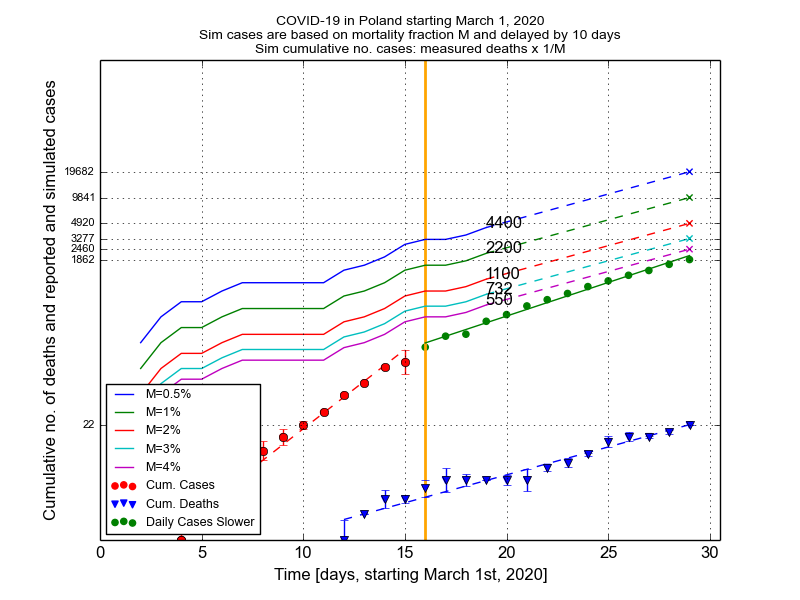 COVID-19 in Poland starting March 1, 2020
Sim cases are based on mortality fraction M and delayed by 10 days
Sim cumulative no. cases: measured deaths x 1/M
Cumulative no. of deaths and reported and simulated cases
19682
9841
4920
3277
2460
1862
22
4400
2200
1100
732
550
M=0.5%
M=1%
M=2%
M=3%
M=4%
Cum. Cases
Cum. Deaths
Daily Cases Slower
0 5 10 15 20 25 30
Time [days, starting March 1st, 2020]